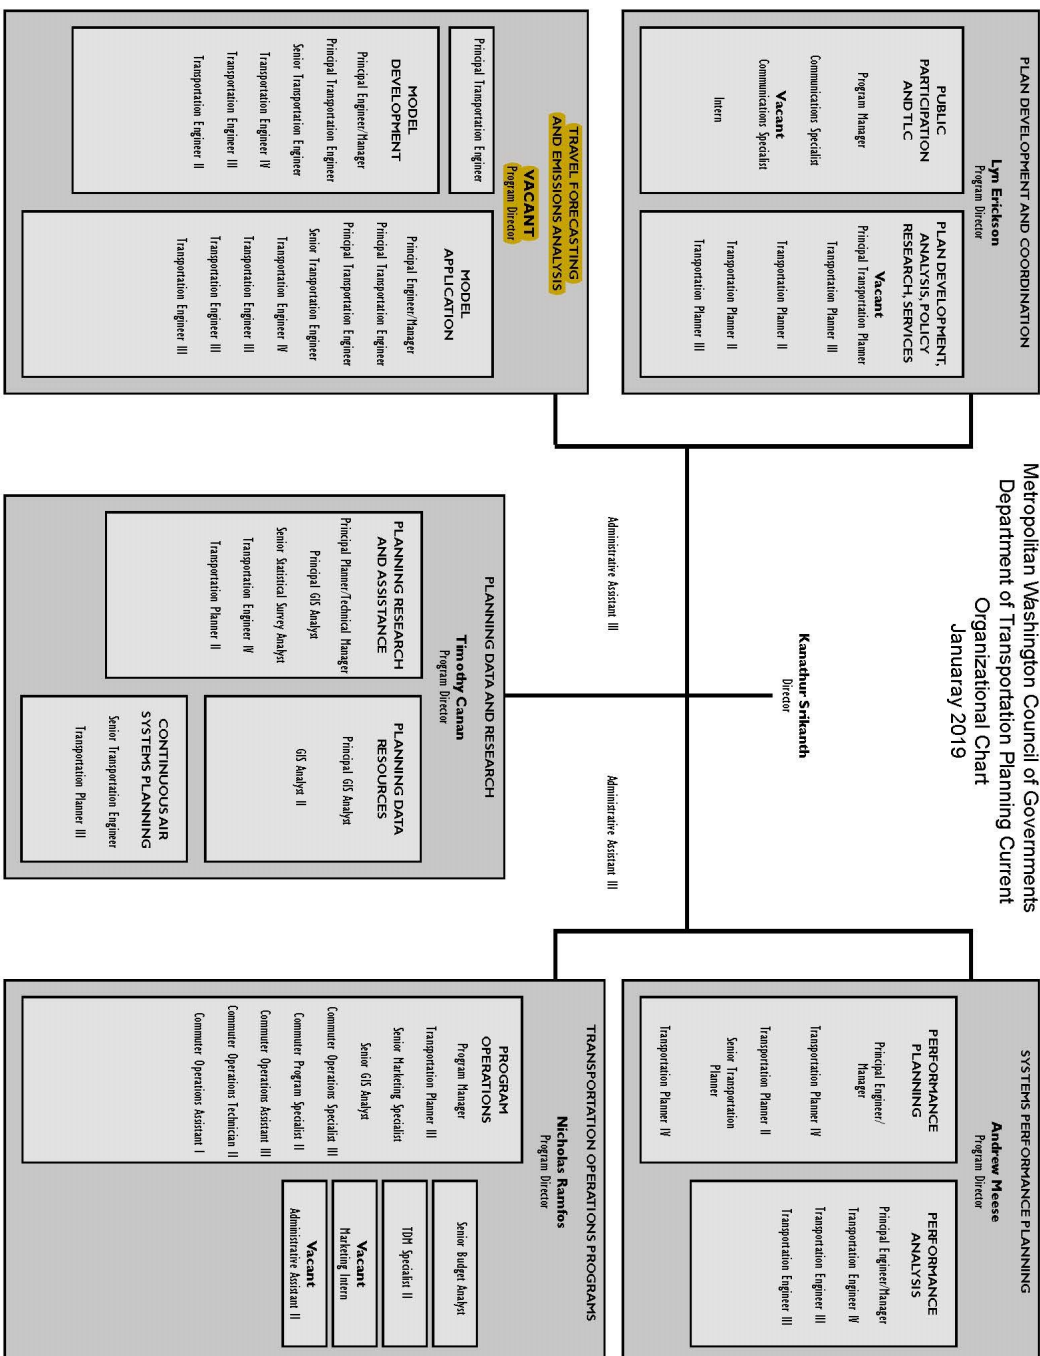 Metropolitan Washington Council of Governments
Department of Transportation Planning Current
Organizational Chart
Januaray 2019
Kanathur Srikanth
Director
Administrative Assistant III
Administrative Assistant III
PLAN DEVELOPMENT AND COORDINATION
Lyn Erickson
Program Director
PUBLIC
PARTICIPATION
AND TLC
Program Manager
Communications Specialist
Vacant
Communications Specialist
Intern
PLAN DEVELOPMENT,
ANALYSIS, POLICY
RESEARCH, SERVICES
Vacant
Principal Transportation Planner
Transportation Planner III
Transportation Planner II
Transportation Planner II
Transportation Planner III
TRAVEL FORECASTING
AND EMISSIONS ANALYSIS
VACANT
Program Director
Principal Transportation Engineer
MODEL
DEVELOPMENT
Principal Engineer/Manager
Principal Transportation Engineer
Senior Transportation Engineer
Transportation Engineer IV
Transportation Engineer III
Transportation Engineer II
MODEL
APPLICATION
Principal Engineer/Manager
Principal Transportation Engineer
Principal Transportation Engineer
Senior Transportation Engineer
Transportation Engineer IV
Transportation Engineer III
Transportation Engineer III
Transportation Engineer III
PLANNING DATA AND RESEARCH
Timothy Canan
Program Director
PLANNING RESEARCH
AND ASSISTANCE
Principal Planner/Technical Manager
Principal GIS Analyst
Senior Statistical Survey Analyst
Transportation Engineer IV
Transportation Planner II
PLANNING DATA
RESOURCES
Principal GIS Analyst
GIS Analyst II
CONTINUOUS AIR
SYSTEMS PLANNING
Senior Transportation Engineer
Transportation Planner III
SYSTEMS PERFORMANCE PLANNING
Andrew Meese
Program Director
PERFORMANCE
PLANNING
Principal Engineer/
Manager
Transportation Planner IV
Transportation Planner II
Senior Transportation
Planner
Transportation Planner IV
PERFORMANCE
ANALYSIS
Principal Engineer/Manager
Transportation Engineer IV
Transportation Engineer III
Transportation Engineer III
TRANSPORTATION OPERATIONS PROGRAMS
Nicholas Ramfos
Program Director
PROGRAM
OPERATIONS
Program Manager
Transportation Planner III
Senior Marketing Specialist
Senior GIS Analyst
Commuter Operations Specialist III
Commuter Program Specialist II
Commuter Operations Assistant III
Commuter Operations Technician II
Commuter Operations Assistant I
Senior Budget Analyst
TDM Specialist II
Vacant
Marketing Intern
Vacant
Administrative Assistant II